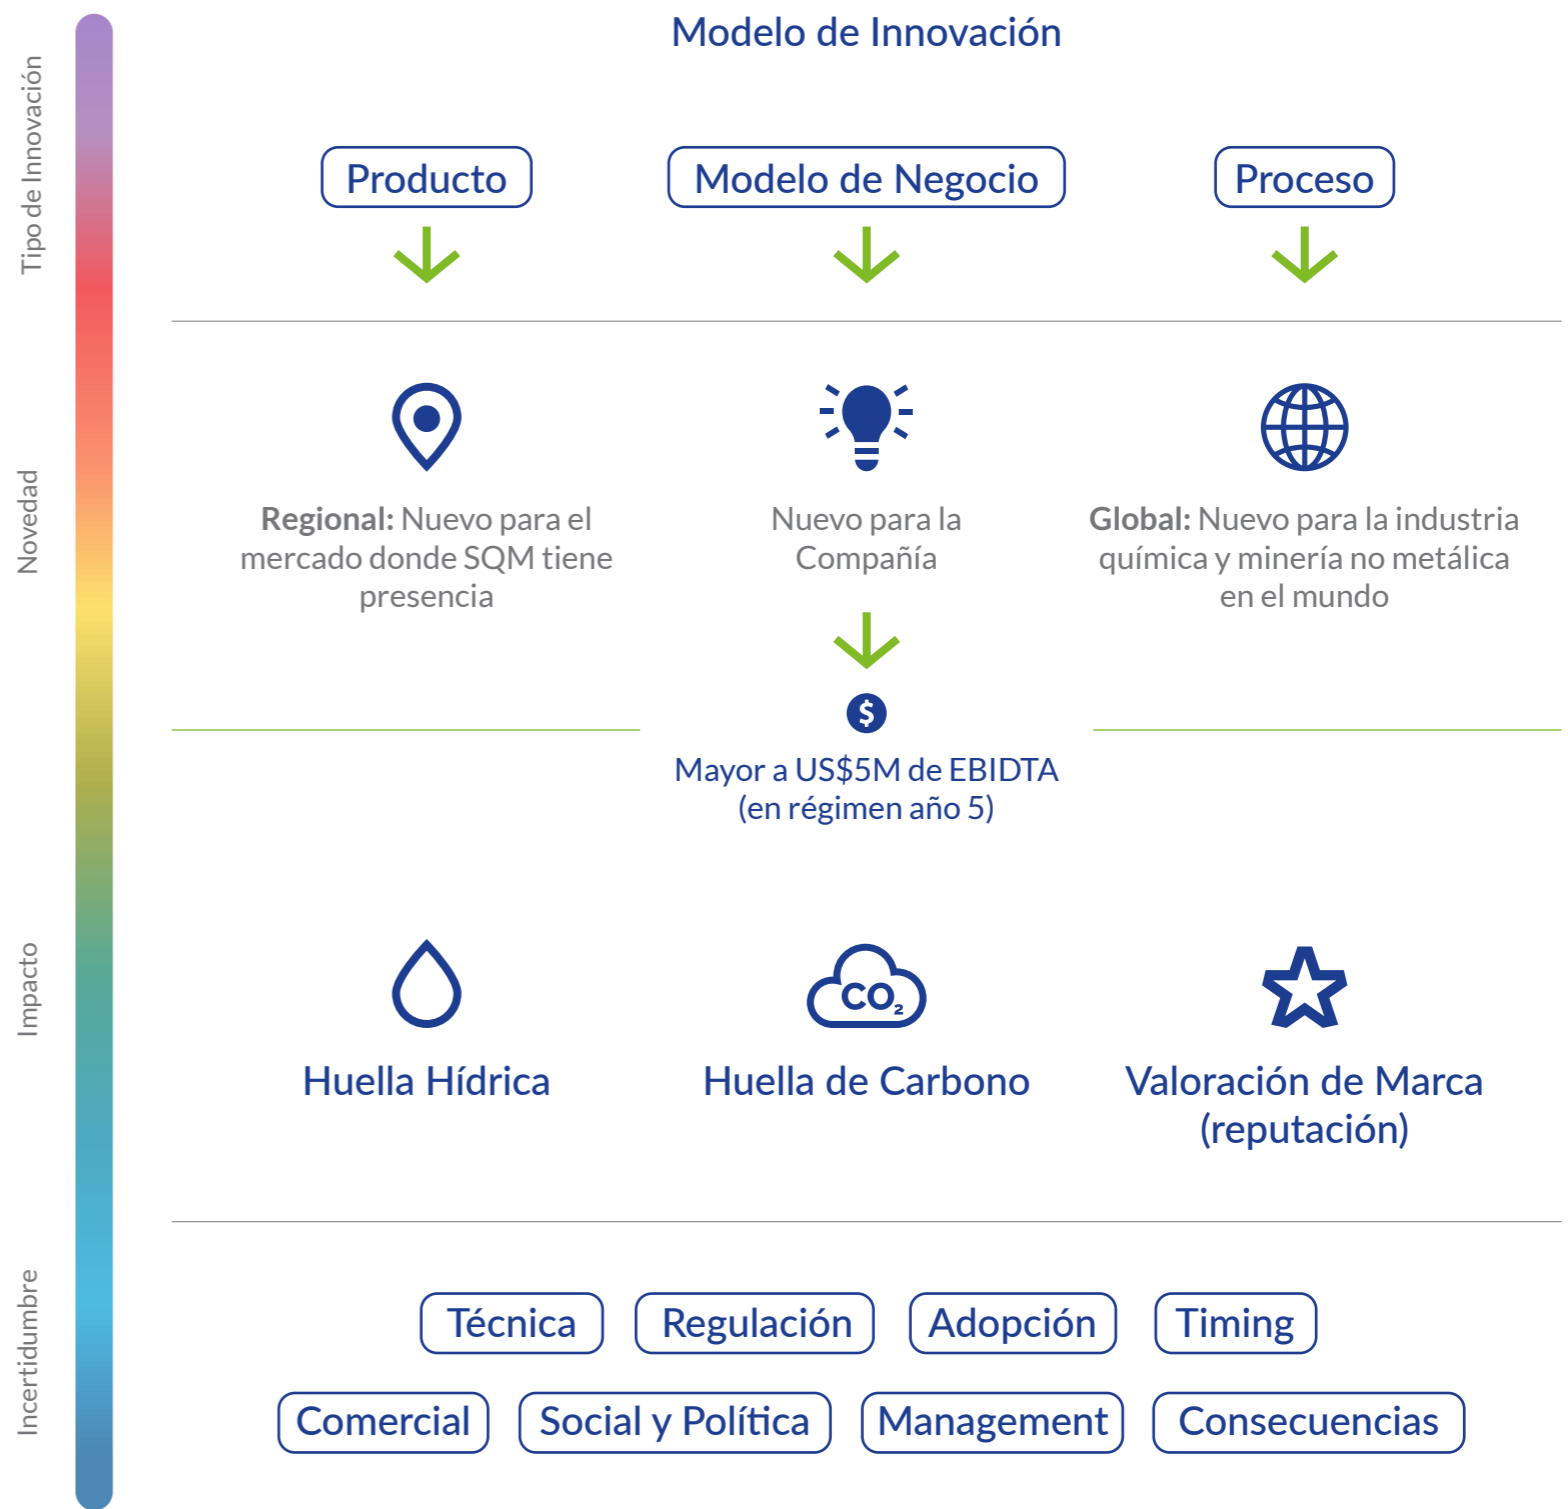 Modelo de Innovación
Tipo de Innovación
Producto
Modelo de Negocio
Proceso
Novedad
Regional: Nuevo para el
mercado donde SQM tiene
presencia
Nuevo para la
Compañía
Global: Nuevo para la industria
química y minería no metálica
en el mundo
$
Mayor a US$5M de EBIDTA
(en régimen año 5)
Impacto
Huella Hídrica
CO₂
Huella de Carbono
Valoración de Marca
(reputación)
Incertidumbre
Técnica
Regulación
Adopción
Timing
Comercial
Social y Política
Management
Consecuencias